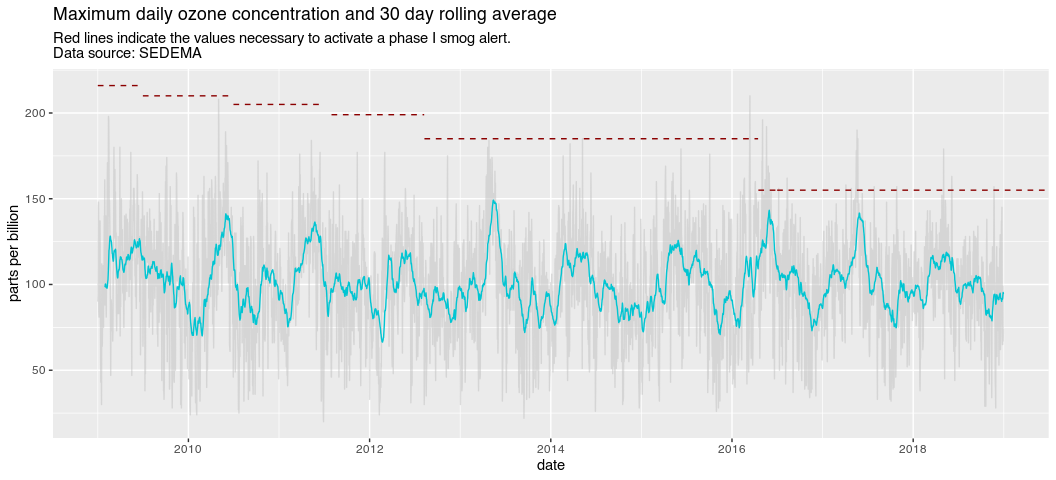 Maximum daily ozone concentration and 30 day rolling average
Red lines indicate the values necessary to activate a phase I smog alert.
Data source: SEDEMA
200
150
100
50
parts per billion
2010 2012 2014 2016 2018
date